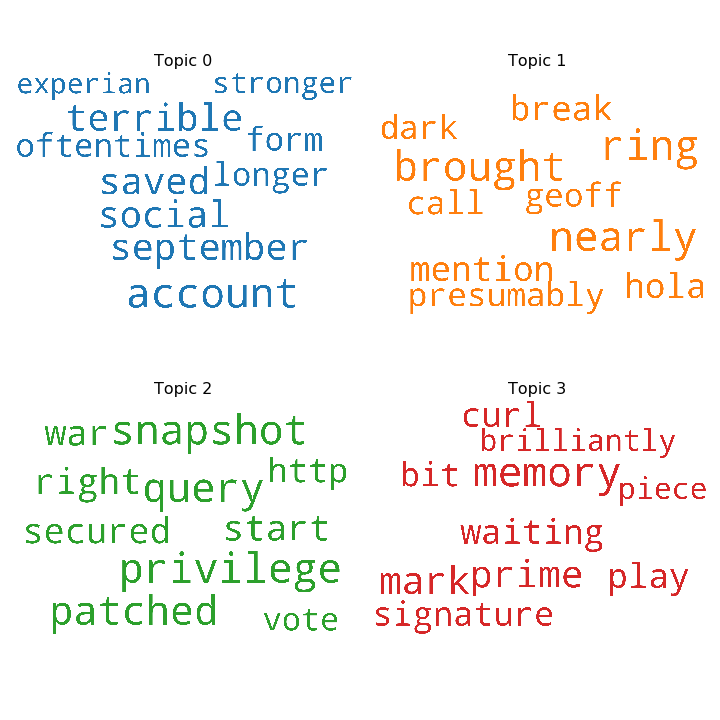 Topic 0
experian stronger
terrible
oftentimes form
saved longer
social
september
account
Topic 1
break
dark
ring
brought
call geoff
nearly
mention
presumably hola
Topic 2
war snapshot
right query http
secured start
privilege
patched vote
Topic 3
curl
brilliantly
bit memory piece
waiting
mark prime play
signature